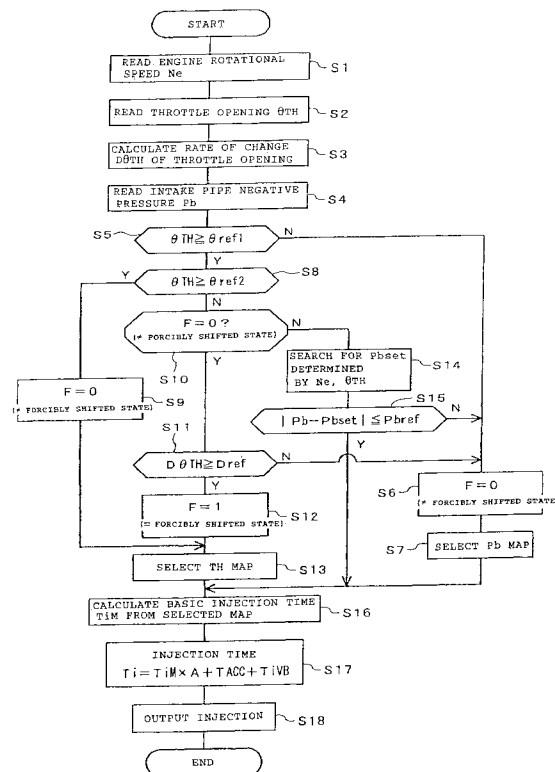 START
READ ENGINE ROTATIONAL
SPEED Ne
S1
READ THROTTLE OPENING θTH
S2
CALCULATE RATE OF CHANGE
DθTH OF THROTTLE OPENING
S3
READ INTAKE PIPE NEGATIVE
PRESSURE Pb
S4
S5
θTH≧θref1
N
Y
S8
Y
θTH≧θref2
N
F=0?
(≠ FORCIBLY SHIFTED STATE)
N
S10
Y
SEARCH FOR Pbset
DETERMINED
BY Ne, θTH
S14
F=0
(≠ FORCIBLY SHIFTED STATE)
S9
S15
|Pb-Pbset|≦Pbref
N
Y
S11
DθTH≧Dref
N
Y
F=0
(≠ FORCIBLY SHIFTED STATE)
S6
F=1
(= FORCIBLY SHIFTED STATE)
S12
SELECT Pb MAP
S7
SELECT TH MAP
S13
CALCULATE BASIC INJECTION TIME
TiM FROM SELECTED MAP
S16
INJECTION TIME
Ti=TiM×A+TACC+TiVB
S17
OUTPUT INJECTION
S18
END